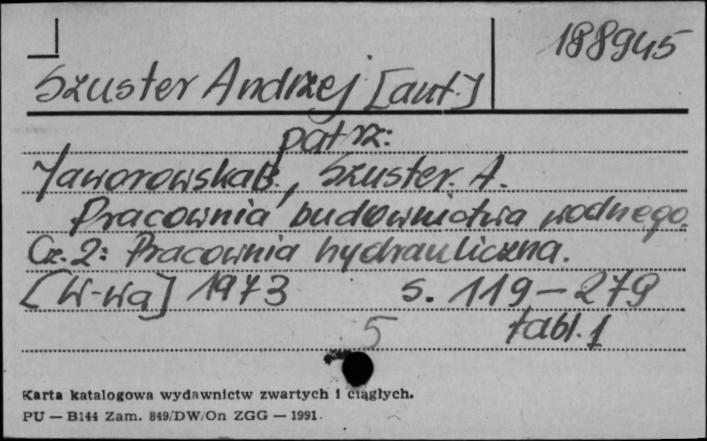 188945
Szuster Andrzej [aut.]
patrz:
Jaworowska B., Szuster. A.
Pracownia budownictwa wodnego.
Cz. 2: Pracownia hydrauliczna.
[W-wa] 1973 s. 119-279
5 tabl. 1
Karta katalogowa wydawnictw zwartych i ciągłych.
PU — B144 Zam. 849/DW/On ZGG — 1991.